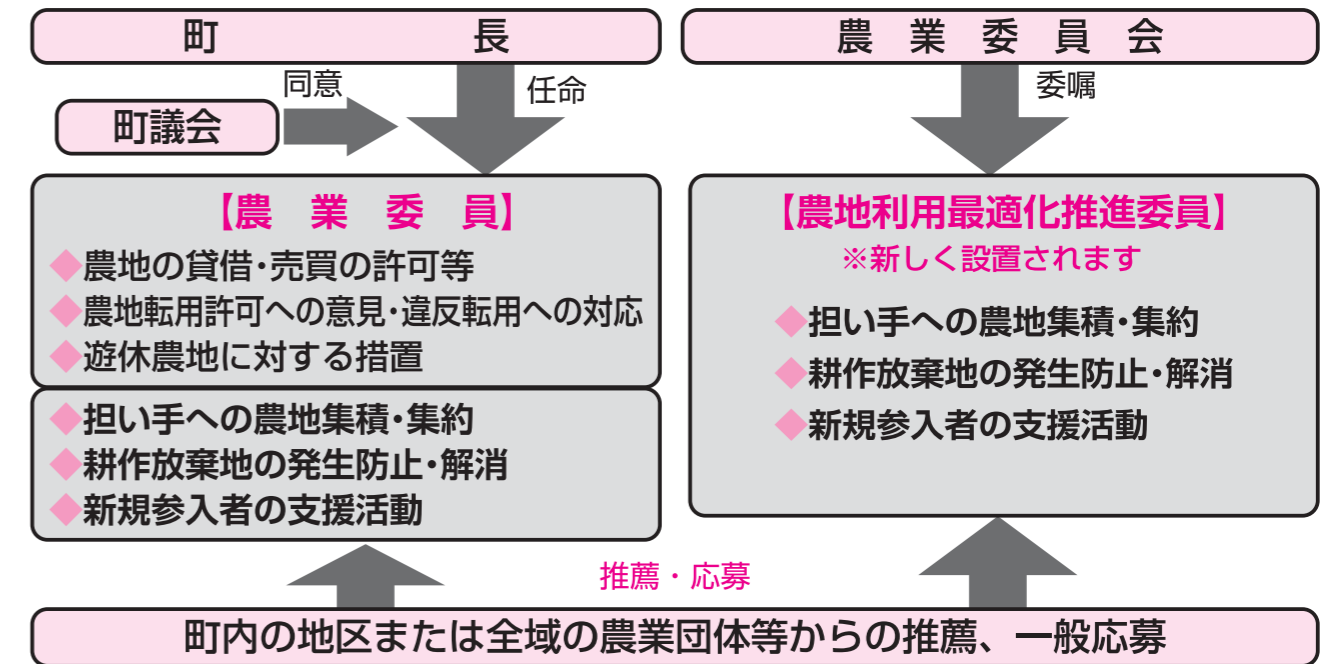 町長
農業委員会
同意
任命
委嘱
町議会
【農業委員】
◆農地の貸借・売買の許可等
◆農地転用許可への意見・違反転用への対応
◆遊休農地に対する措置
◆担い手への農地集積・集約
◆耕作放棄地の発生防止・解消
◆新規参入者の支援活動
【農地利用最適化推進委員】
※新しく設置されます
◆担い手への農地集積・集約
◆耕作放棄地の発生防止・解消
◆新規参入者の支援活動
推薦・応募
町内の地区または全域の農業団体等からの推薦、一般応募